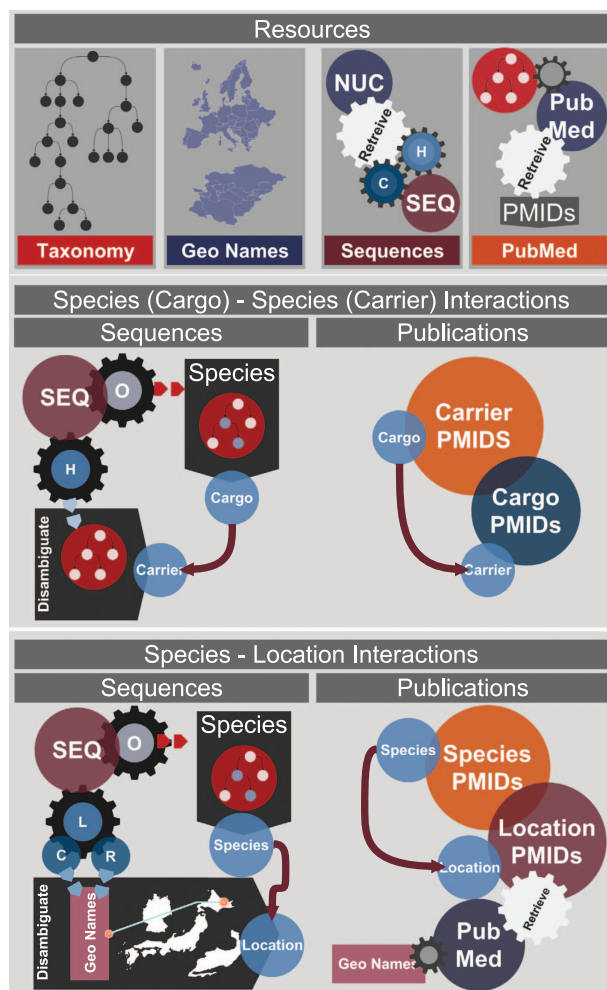 Resources
NUC
Retreive
H
C
SEQ
Pub
Med
Retreive
PMIDs
Taxonomy
Geo Names
Sequences
PubMed
Species (Cargo) - Species (Carrier) Interactions
Sequences
Publications
SEQ
O
Species
H
Cargo
Disambiguate
Carrier
Carrier
PMIDS
Cargo
Cargo
PMIDs
Carrier
Species - Location Interactions
Sequences
Publications
SEQ
O
Species
L
C
R
Species
Disambiguate
Geo Names
Location
Species
Species
PMIDs
Location
PMIDs
Location
Retrieve
Pub
Med
Geo Names